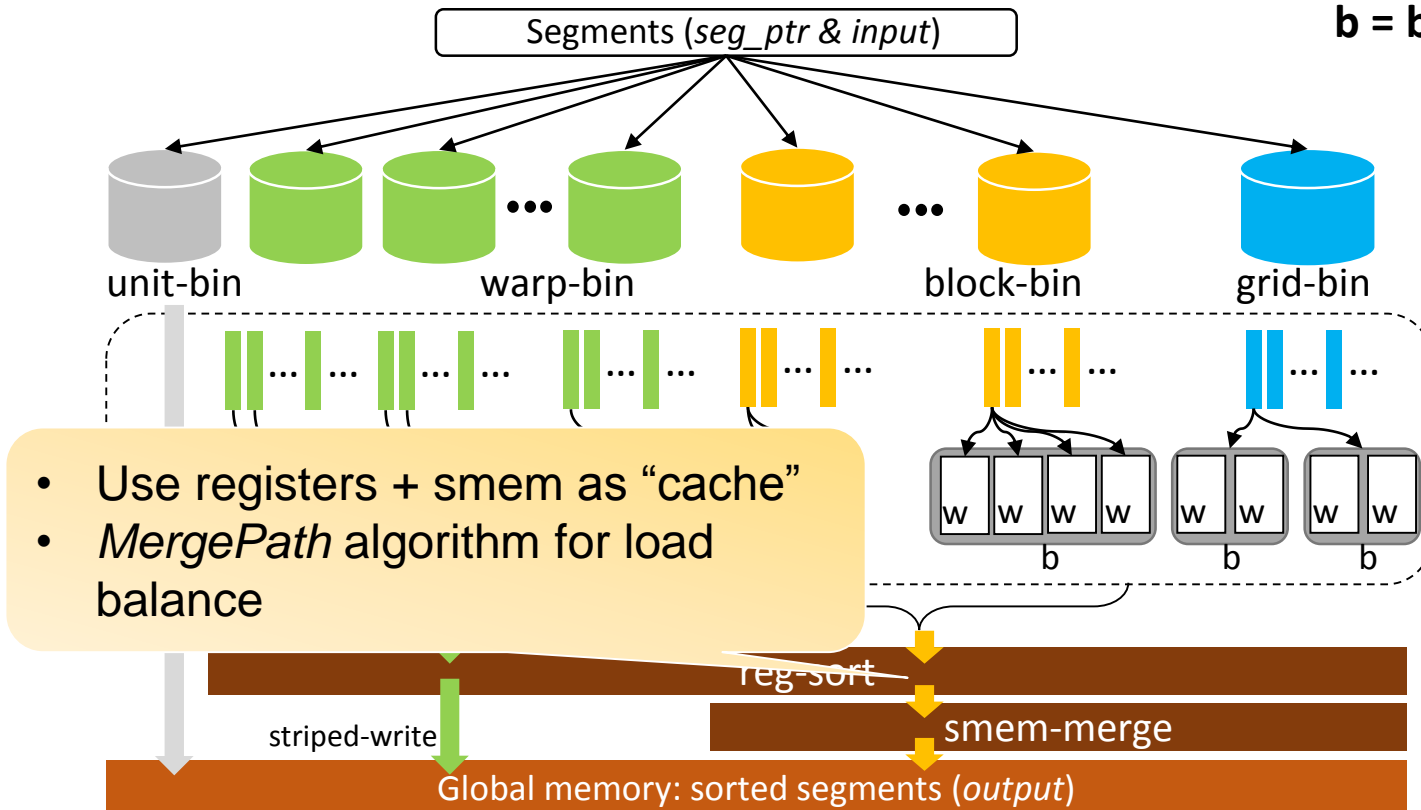 Segments (seg_ptr & input)
b = b
•••
•••
unit-bin
warp-bin
block-bin
grid-bin
... ... ... ... ... ... ... ... ... ... ... ...
• Use registers + smem as “cache”
• MergePath algorithm for load
balance
w w w w w w w w
b b b
reg-sort
striped-write
smem-merge
Global memory: sorted segments (output)